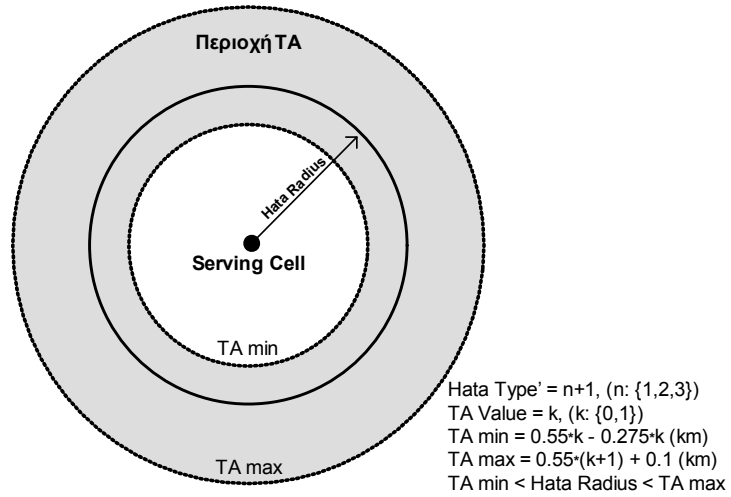 Περιοχή ΤΑ
Hata Radius
Serving Cell
TA min
TA max
Hata Type' = n+1, (n: {1,2,3})
TA Value = k, (k: {0,1})
TA min = 0.55*k - 0.275*k (km)
TA max = 0.55*(k+1) + 0.1 (km)
TA min < Hata Radius < TA max